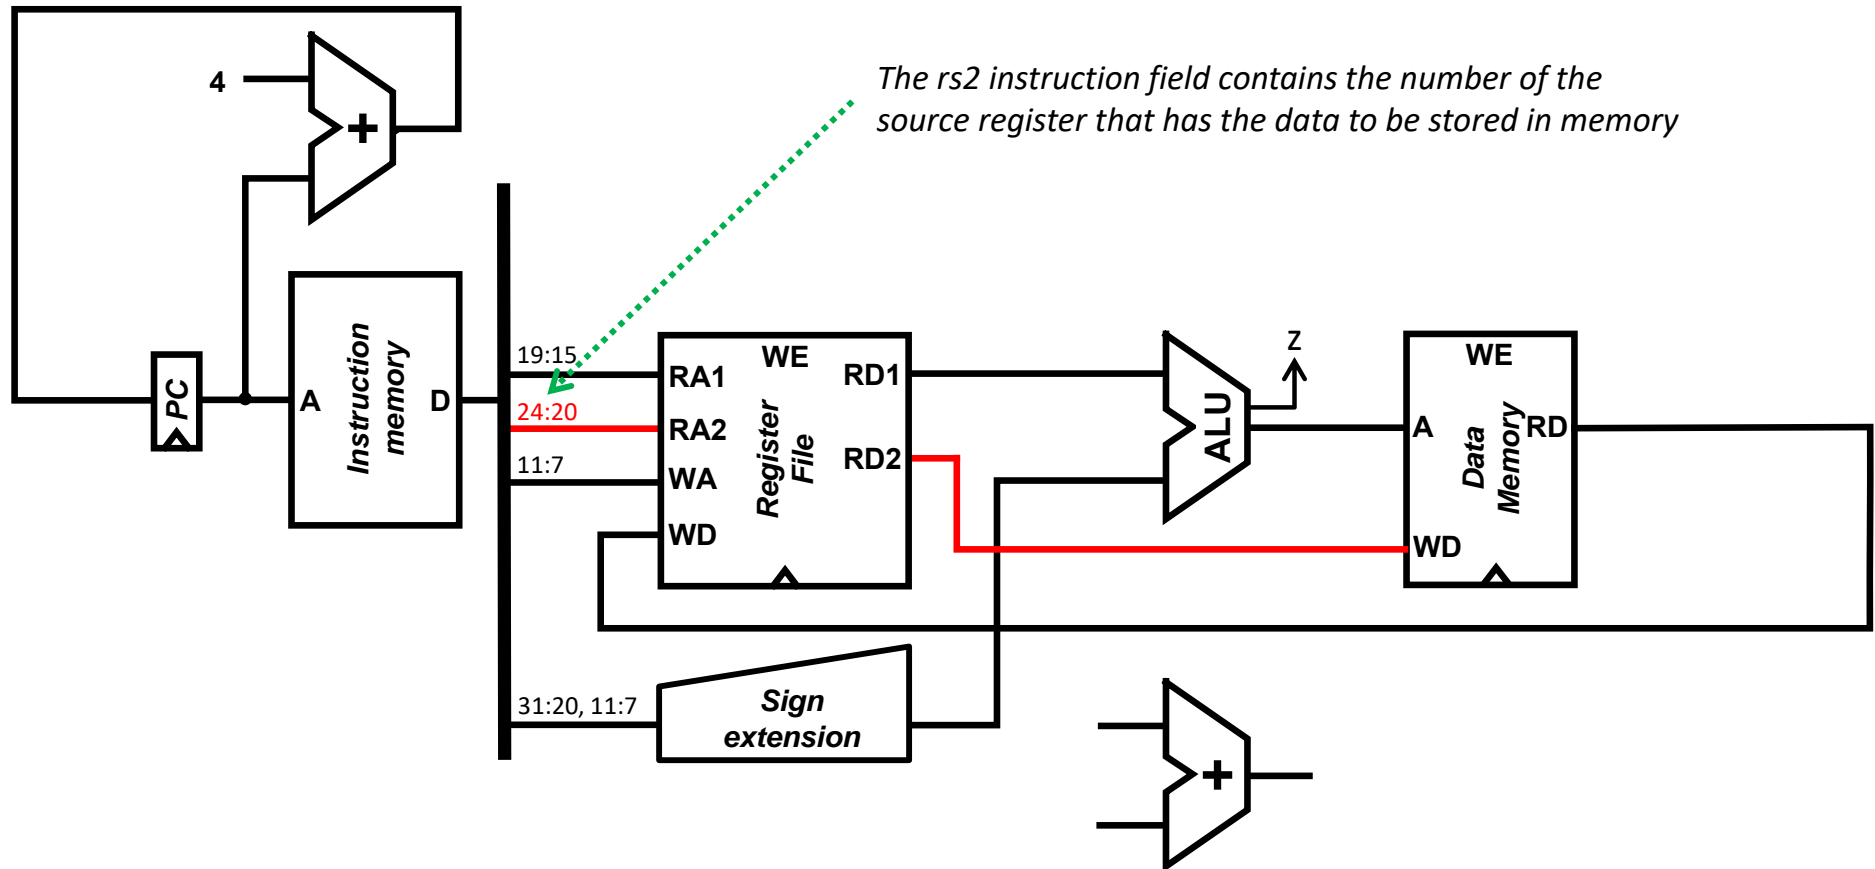 4
+
The rs2 instruction field contains the number of the
source register that has the data to be stored in memory
PC
A
Instruction
memory
D
19:15
24:20
11:7
31:20, 11:7
RA1
RA2
WA
WD
WE
Register
File
RD1
RD2
Sign
extension
ALU
Z
WE
A
RD
Data
Memory
WD
+